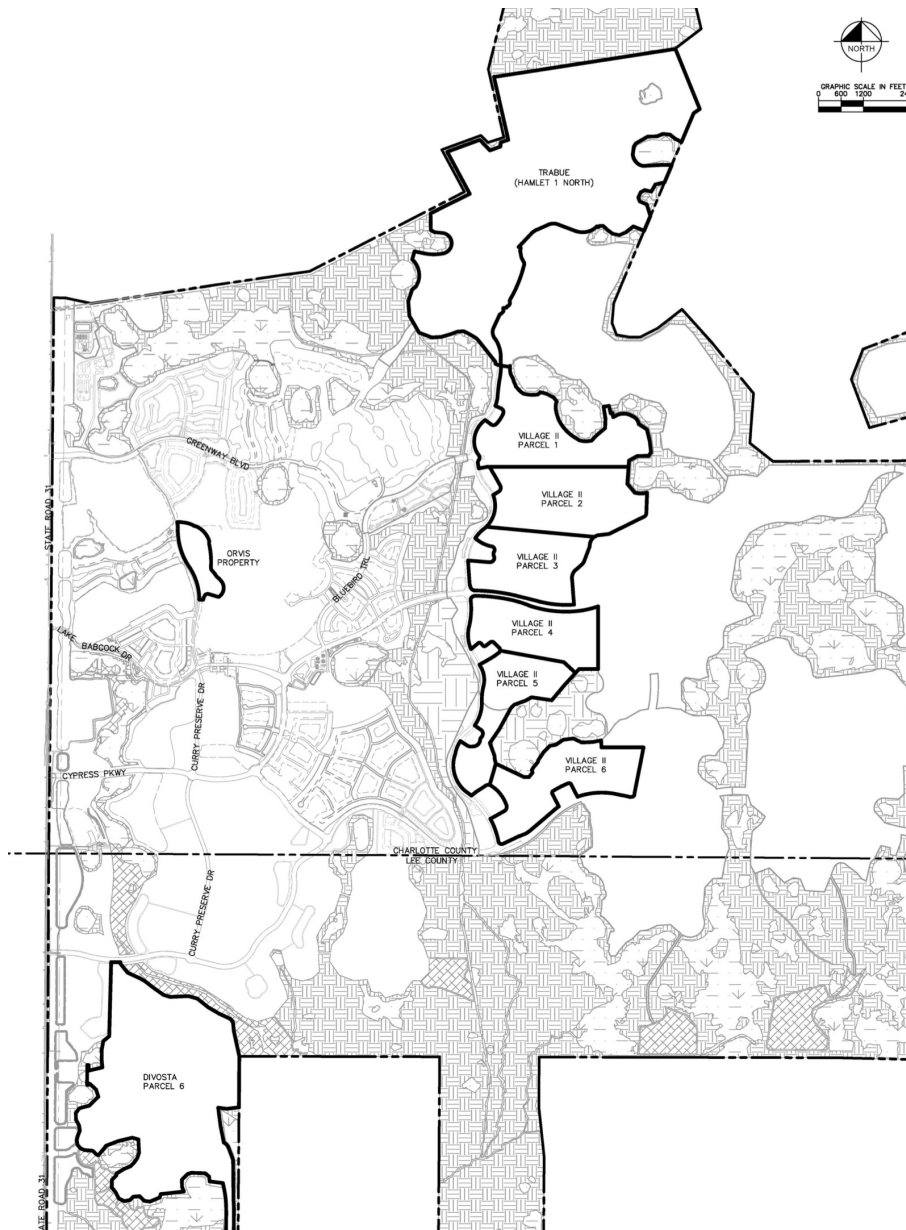 NORTH
GRAPHIC SCALE IN FEET
0 600 1200 24
TRABUE
(HAMLET 1 NORTH)
VILLAGE II
PARCEL 1
GREENWAY BLVD
VILLAGE II
PARCEL 2
STATE ROAD 31
ORVIS
PROPERTY
VILLAGE II
PARCEL 3
BLUEBIRD TRL
VILLAGE II
PARCEL 4
LAKE BABCOCK DR
VILLAGE II
PARCEL 5
CURRY PRESERVE DR
CYPRESS PKWY
VILLAGE II
PARCEL 6
CHARLOTTE COUNTY
LEE COUNTY
CURRY PRESERVE DR
DIVOSTA
PARCEL 6
ATE ROAD 31